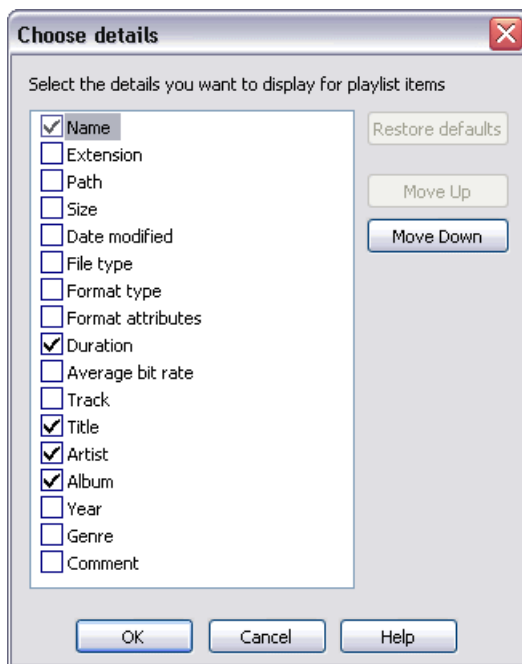 Choose details
Select the details you want to display for playlist items
Name
Extension
Path
Size
Date modified
File type
Format type
Format attributes
Duration
Average bit rate
Track
Title
Artist
Album
Year
Genre
Comment
Restore defaults
Move Up
Move Down
OK
Cancel
Help